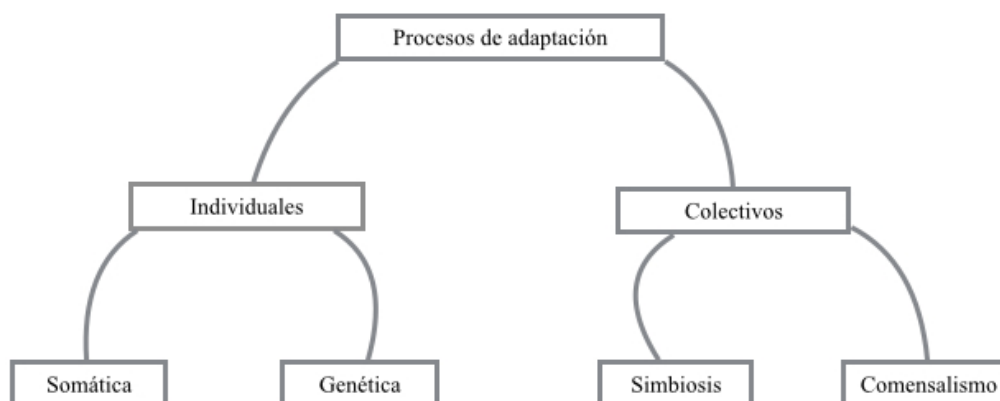 Procesos de adaptación
Individuales
Colectivos
Somática
Genética
Simbiosis
Comensalismo